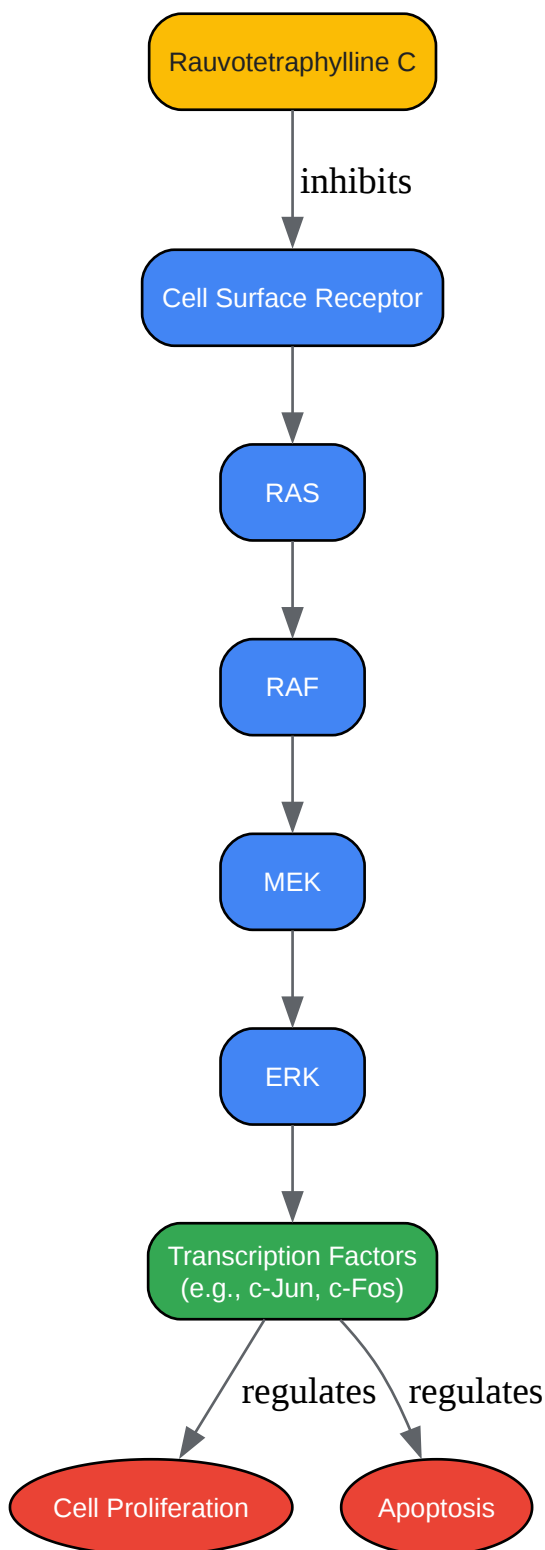 Rauvotetraphylline C
inhibits
Cell Surface Receptor
RAS
RAF
MEK
ERK
Transcription Factors
(e.g., c-Jun, c-Fos)
regulates
regulates
Cell Proliferation
Apoptosis